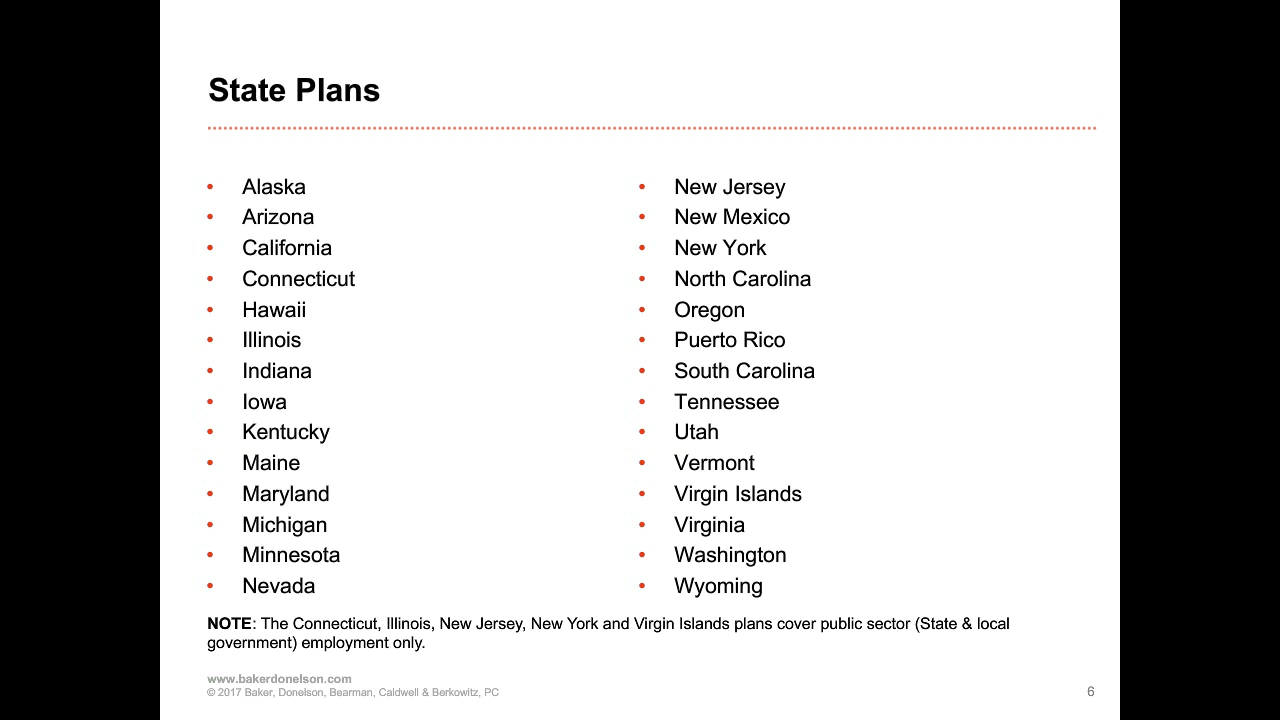 State Plans
• Alaska
• Arizona
• California
• Connecticut
• Hawaii
• Illinois
• Indiana
• Iowa
• Kentucky
• Maine
• Maryland
• Michigan
• Minnesota
• Nevada
• New Jersey
• New Mexico
• New York
• North Carolina
• Oregon
• Puerto Rico
• South Carolina
• Tennessee
• Utah
• Vermont
• Virgin Islands
• Virginia
• Washington
• Wyoming
NOTE: The Connecticut, Illinois, New Jersey, New York and Virgin Islands plans cover public sector (State & local
government) employment only.
www.bakerdonelson.com
© 2017 Baker, Donelson, Bearman, Caldwell & Berkowitz, PC
6